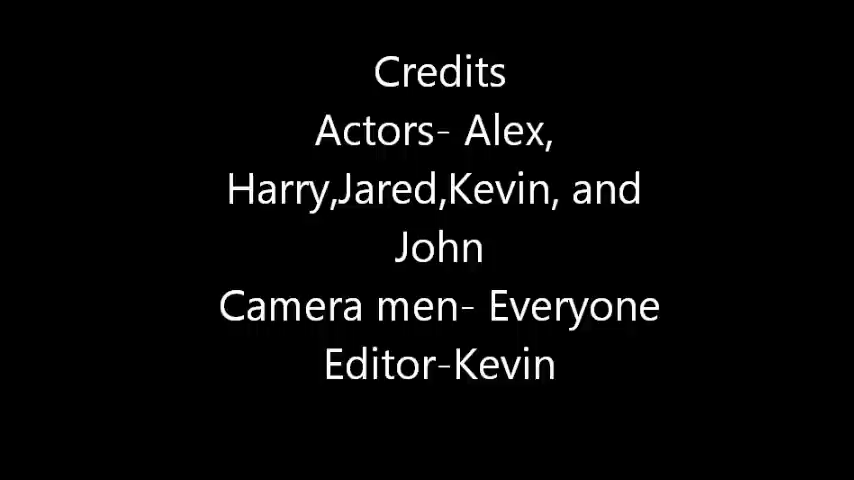 Credits
Actors- Alex,
Harry,Jared,Kevin, and
John
Camera men- Everyone
Editor-Kevin